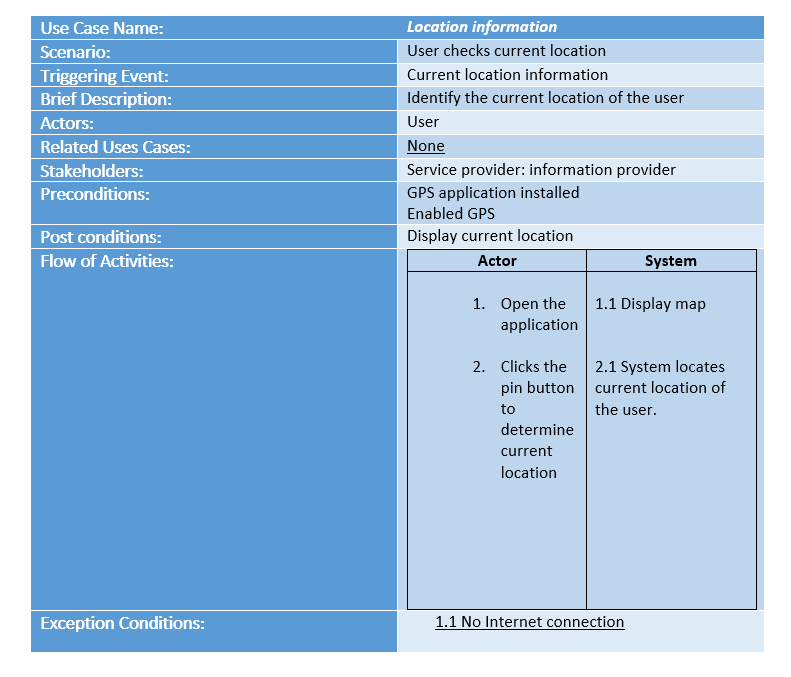 Use Case Name: Location information
Scenario: User checks current location
Triggering Event: Current location information
Brief Description: Identify the current location of the user
Actors: User
Related Uses Cases: None
Stakeholders: Service provider: information provider
Preconditions: GPS application installed
Enabled GPS
Post conditions: Display current location
Flow of Activities: Actor System
1. Open the 1.1 Display map
application
2. Clicks the 2.1 System locates
pin button current location of
to the user.
determine
current
location
Exception Conditions: 1.1 No Internet connection